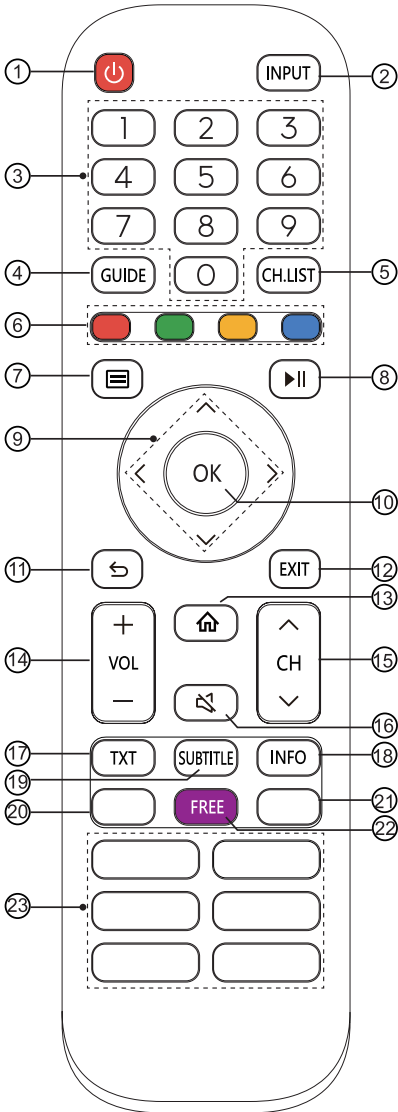 ① INPUT ②
1 2 3
③ 4 5 6
7 8 9
④ GUIDE 0 CH.LIST ⑤
⑥
⑦ ⑧
⑨
OK
⑩
⑪ EXIT ⑫
⑬
+
⑭ VOL CH ⑮
−
⑯
⑰ TXT SUBTITLE INFO ⑱
⑲
⑳ FREE ㉑
㉒
㉓